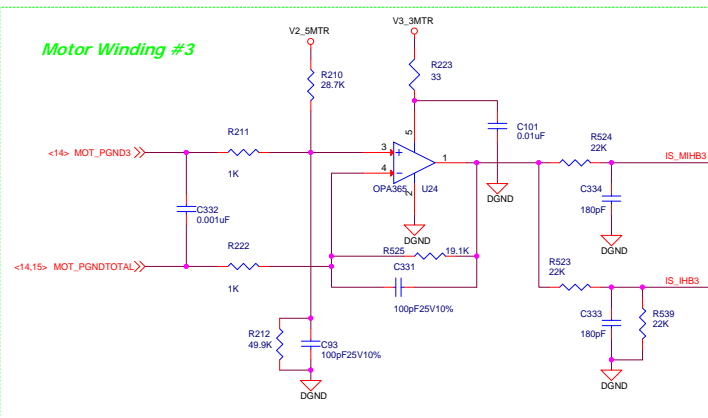 V2_5MTR
V3_3MTR
Motor Winding #3
R210
28.7K
R223
33
C101
0.01uF
DGND
R211
1K
<14> MOT_PGND3
3
4
5
+
-
1
2
OPA365
U24
DGND
R524
22K
IS_MIHB3
C334
180pF
DGND
C332
0.001uF
R222
1K
<14,15> MOT_PGNDTOTAL
R525
19.1K
C331
100pF25V10%
R523
22K
IS_IHB3
C333
180pF
R539
22K
DGND
R212
49.9K
C93
100pF25V10%
DGND